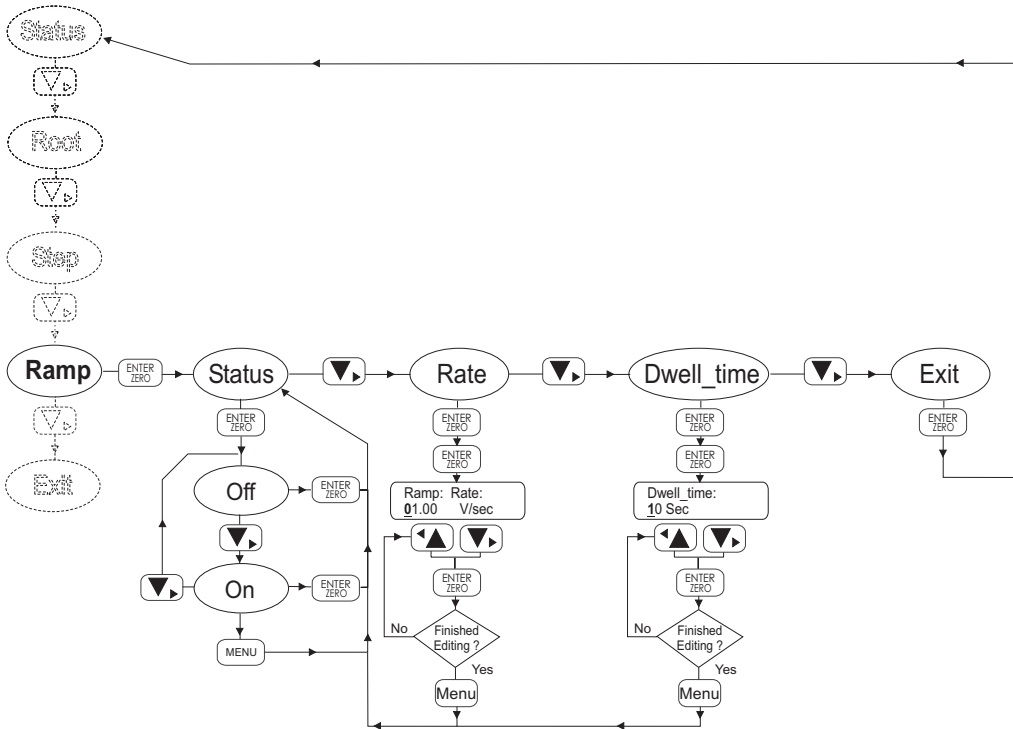 Status
Root
Step
Ramp
ENTER
ZERO
Status
Rate
Dwell_time
Exit
ENTER
ZERO
ENTER
ZERO
ENTER
ZERO
ENTER
ZERO
ENTER
ZERO
ENTER
ZERO
Exit
Off
ENTER
ZERO
Ramp: Rate:
01.00 V/sec
Dwell_time:
10 Sec
On
ENTER
ZERO
ENTER
ZERO
ENTER
ZERO
MENU
No
Finished
Editing ?
Yes
Menu
No
Finished
Editing ?
Yes
Menu